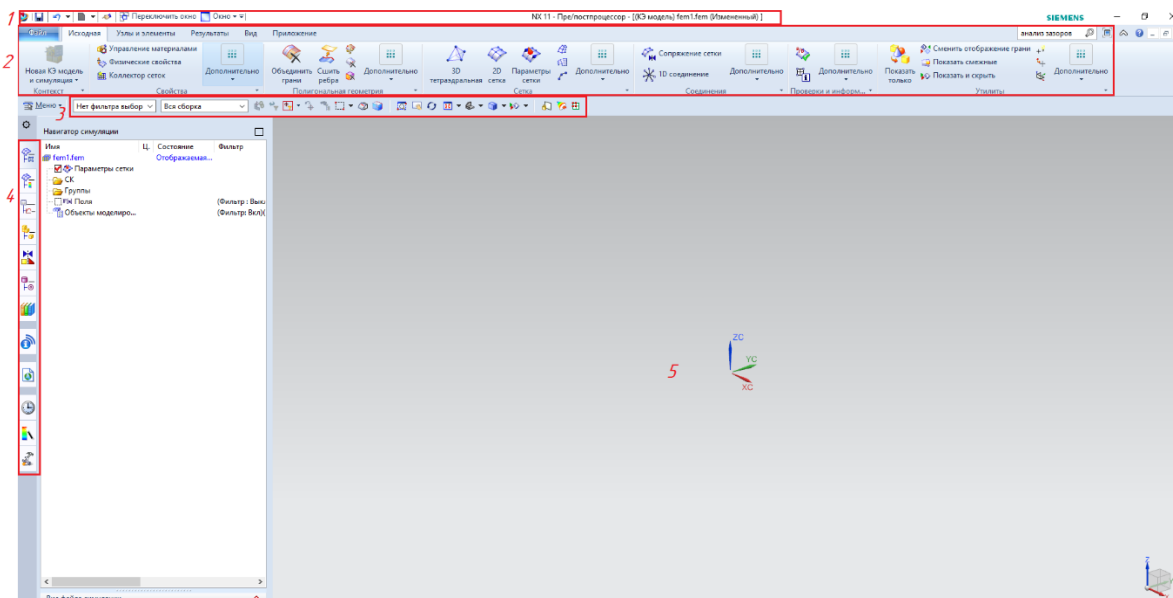 1 Переключить окно Окно NX 11 - Пре/постпроцессор - [(КЭ модель) fem1.fem (Измененный) ] SIEMENS
Файл Исходная Узлы и элементы Результаты Вид Приложение анализ зазоров
2
Управление материалами Сменить отображение грани
Физические свойства Сопряжение сетки Показать смежные
Новая КЭ модель Дополнительно Объединить Сшить Дополнительно 3D 2D Параметры Дополнительно Дополнительно Дополнительно Показать Дополнительно
и симуляция Коллектор сеток грани ребра тетраэдральная сетка сетки 1D соединение только Показать и скрыть
Контекст Свойства Полигональная геометрия Сетка Соединения Проверки и информ... Утилиты
Меню Нет фильтра выбор Вся сборка
3
Навигатор симуляции
Имя Ц. Состояние Фильтр
fem1.fem Отображаемая...
Параметры сетки
СК
4
Группы
Поля (Фильтр : Выкл
Объекты моделиро... (Фильтр: Вкл)(
ZC
YC
5
XC
Z